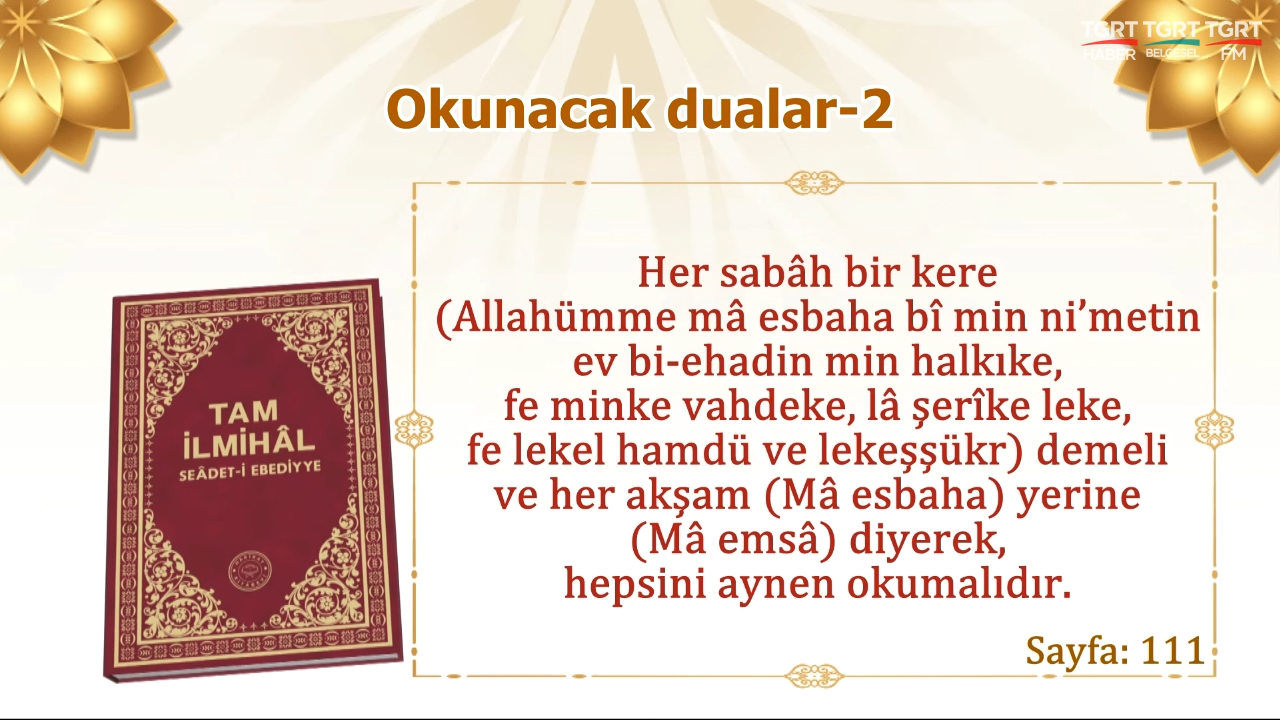 TGRT TGRT TGRT
HABER BELGESEL FM
Okunacak dualar-2
Her sabâh bir kere
(Allahümme mâ esbaha bî min ni’metin
ev bi-ehadin min halkıke,
fe minke vahdeke, lâ şerîke leke,
fe lekel hamdü ve lekeşşükr) demeli
ve her akşam (Mâ esbaha) yerine
(Mâ emsâ) diyerek,
hepsini aynen okumalıdır.
Sayfa: 111
TAM
İLMİHÂL
SEÂDET-İ EBEDİYYE